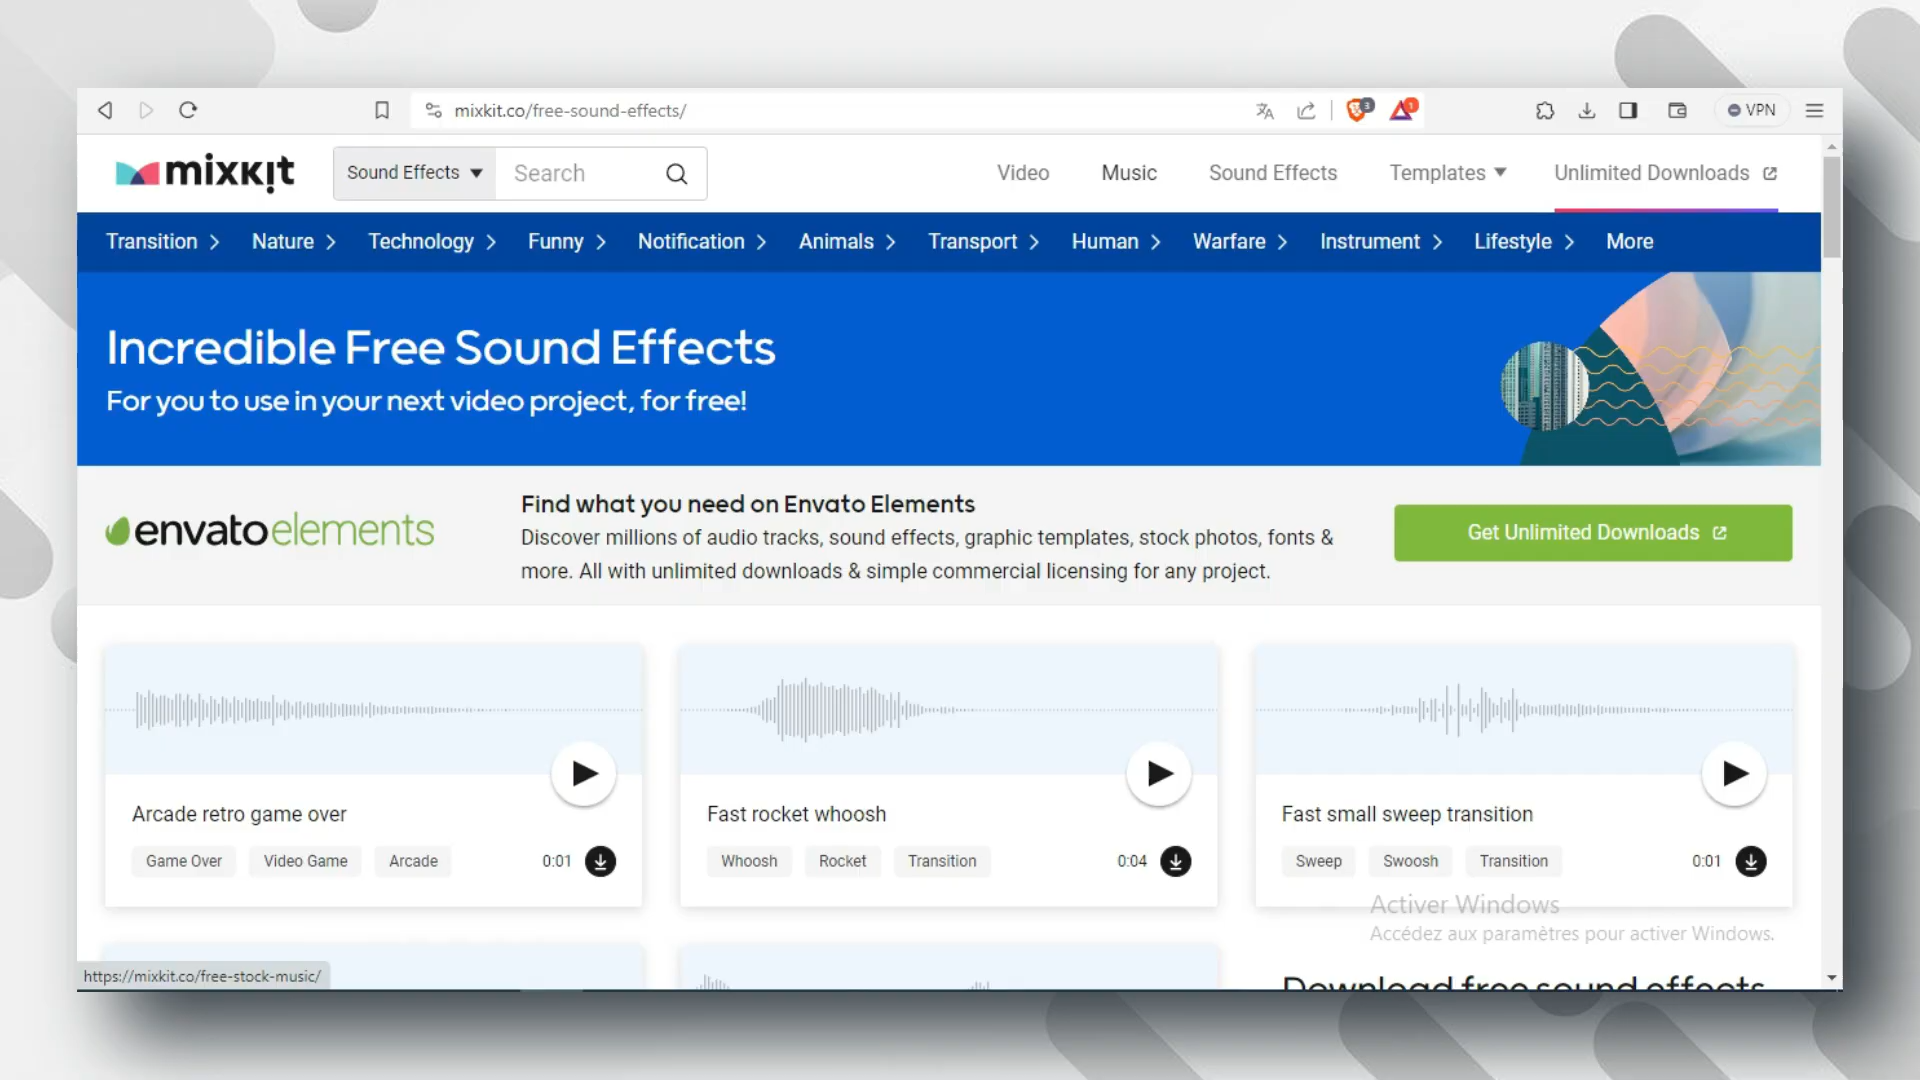 mixkit.co/free-sound-effects/
3
1
VPN
mixkit
Sound Effects
Search
Video
Music
Sound Effects
Templates
Unlimited Downloads
Transition
Nature
Technology
Funny
Notification
Animals
Transport
Human
Warfare
Instrument
Lifestyle
More
Incredible Free Sound Effects
For you to use in your next video project, for free!
envatoelements
Find what you need on Envato Elements
Discover millions of audio tracks, sound effects, graphic templates, stock photos, fonts &
more. All with unlimited downloads & simple commercial licensing for any project.
Get Unlimited Downloads
Arcade retro game over
Game Over
Video Game
Arcade
0:01
Fast rocket whoosh
Whoosh
Rocket
Transition
0:04
Fast small sweep transition
Sweep
Swoosh
Transition
0:01
Activer Windows
Accédez aux paramètres pour activer Windows.
https://mixkit.co/free-stock-music/
Download free sound effects